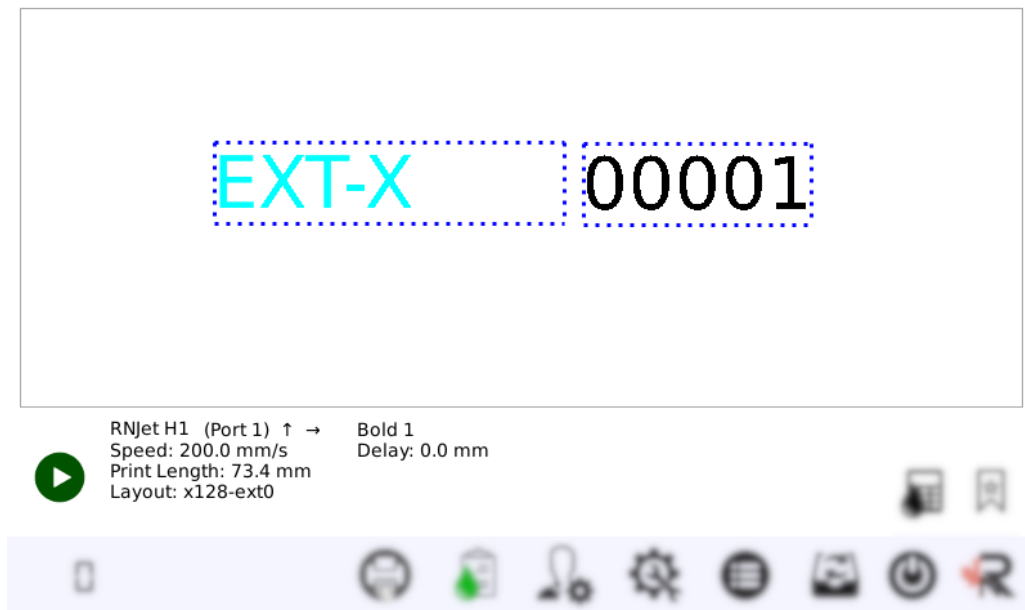 EXT-X 00001
RNJet H1 (Port 1) ↑ → Bold 1
Speed: 200.0 mm/s Delay: 0.0 mm
Print Length: 73.4 mm
Layout: x128-ext0